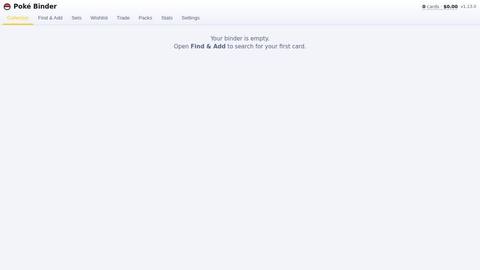 Poké Binder
0 Cards · $0.00 v1.13.0
Collection Find & Add Sets Wishlist Trade Packs Stats Settings
Your binder is empty.
Open Find & Add to search for your first card.